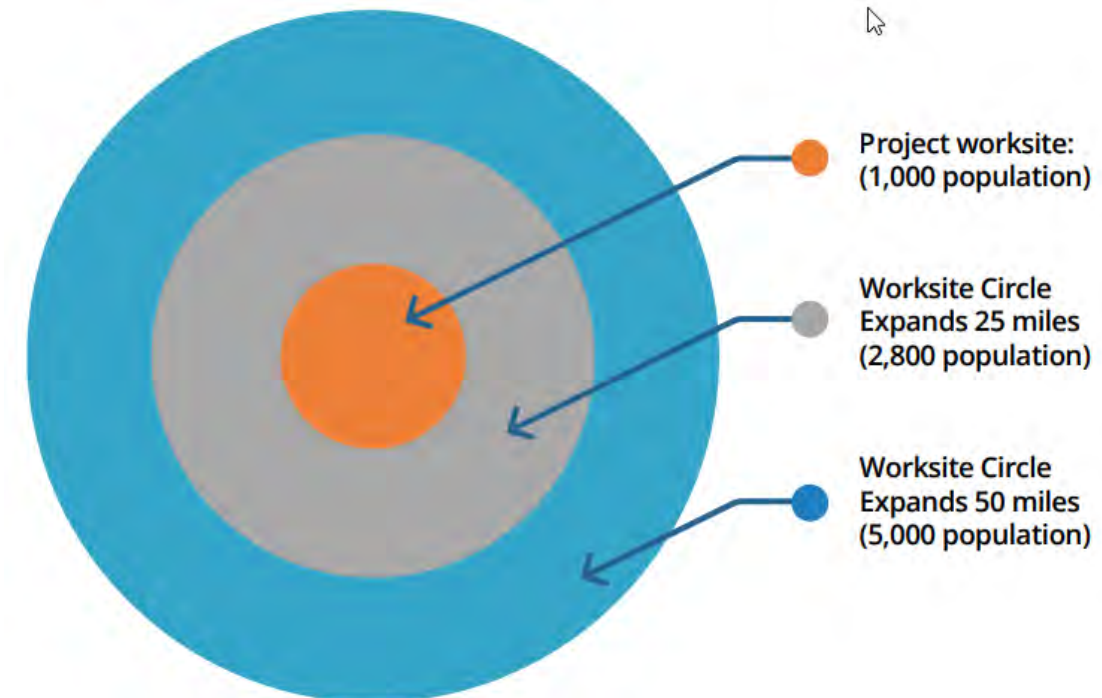 Project worksite:
(1,000 population)
Worksite Circle
Expands 25 miles
(2,800 population)
Worksite Circle
Expands 50 miles
(5,000 population)